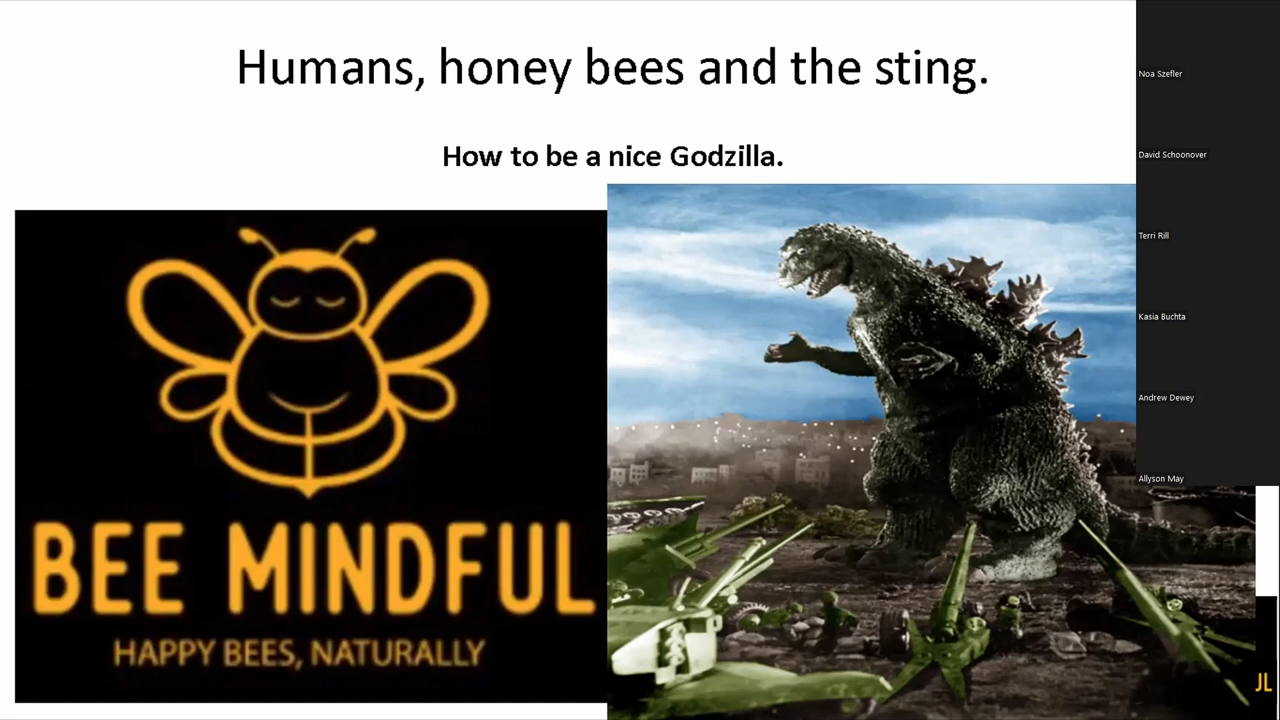 Humans, honey bees and the sting.
How to be a nice Godzilla.
BEE MINDFUL
HAPPY BEES, NATURALLY
Noa Szefler
David Schoonover
Terri Rill
Kasia Buchta
Andrew Dewey
Allyson May
JL